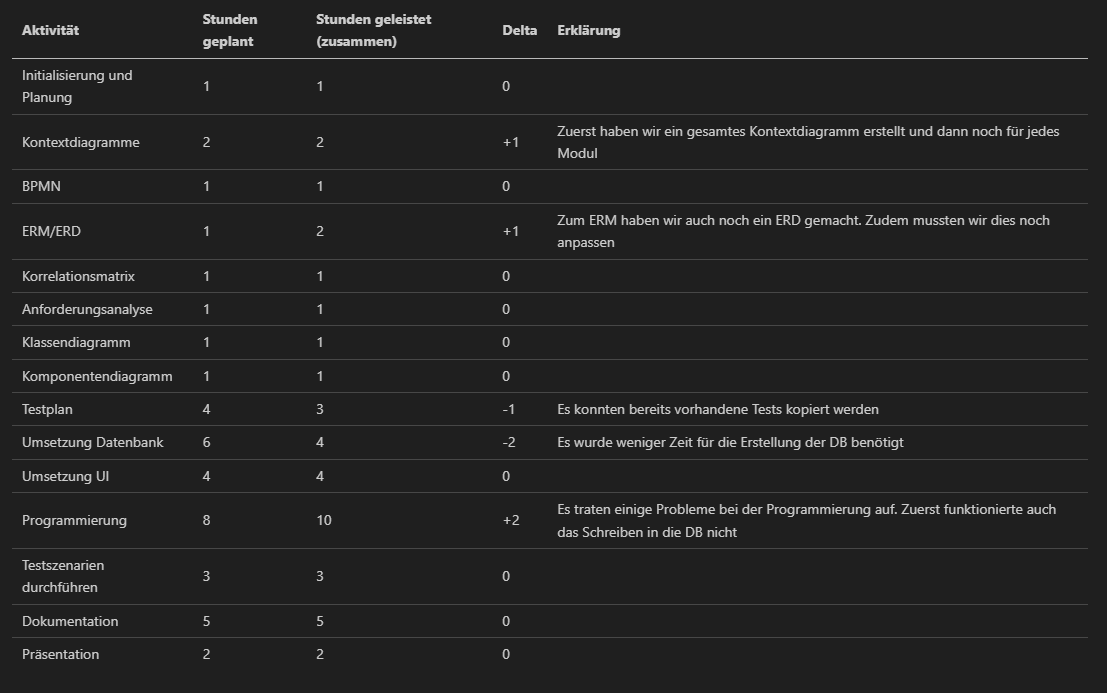 Aktivität | Stunden geplant | Stunden geleistet (zusammen) | Delta | Erklärung
Initialisierung und Planung | 1 | 1 | 0 |
Kontextdiagramme | 2 | 2 | +1 | Zuerst haben wir ein gesamtes Kontextdiagramm erstellt und dann noch für jedes Modul
BPMN | 1 | 1 | 0 |
ERM/ERD | 1 | 2 | +1 | Zum ERM haben wir auch noch ein ERD gemacht. Zudem mussten wir dies noch anpassen
Korrelationsmatrix | 1 | 1 | 0 |
Anforderungsanalyse | 1 | 1 | 0 |
Klassendiagramm | 1 | 1 | 0 |
Komponentendiagramm | 1 | 1 | 0 |
Testplan | 4 | 3 | -1 | Es konnten bereits vorhandene Tests kopiert werden
Umsetzung Datenbank | 6 | 4 | -2 | Es wurde weniger Zeit für die Erstellung der DB benötigt
Umsetzung UI | 4 | 4 | 0 |
Programmierung | 8 | 10 | +2 | Es traten einige Probleme bei der Programmierung auf. Zuerst funktionierte auch das Schreiben in die DB nicht
Testszenarien durchführen | 3 | 3 | 0 |
Dokumentation | 5 | 5 | 0 |
Präsentation | 2 | 2 | 0 |